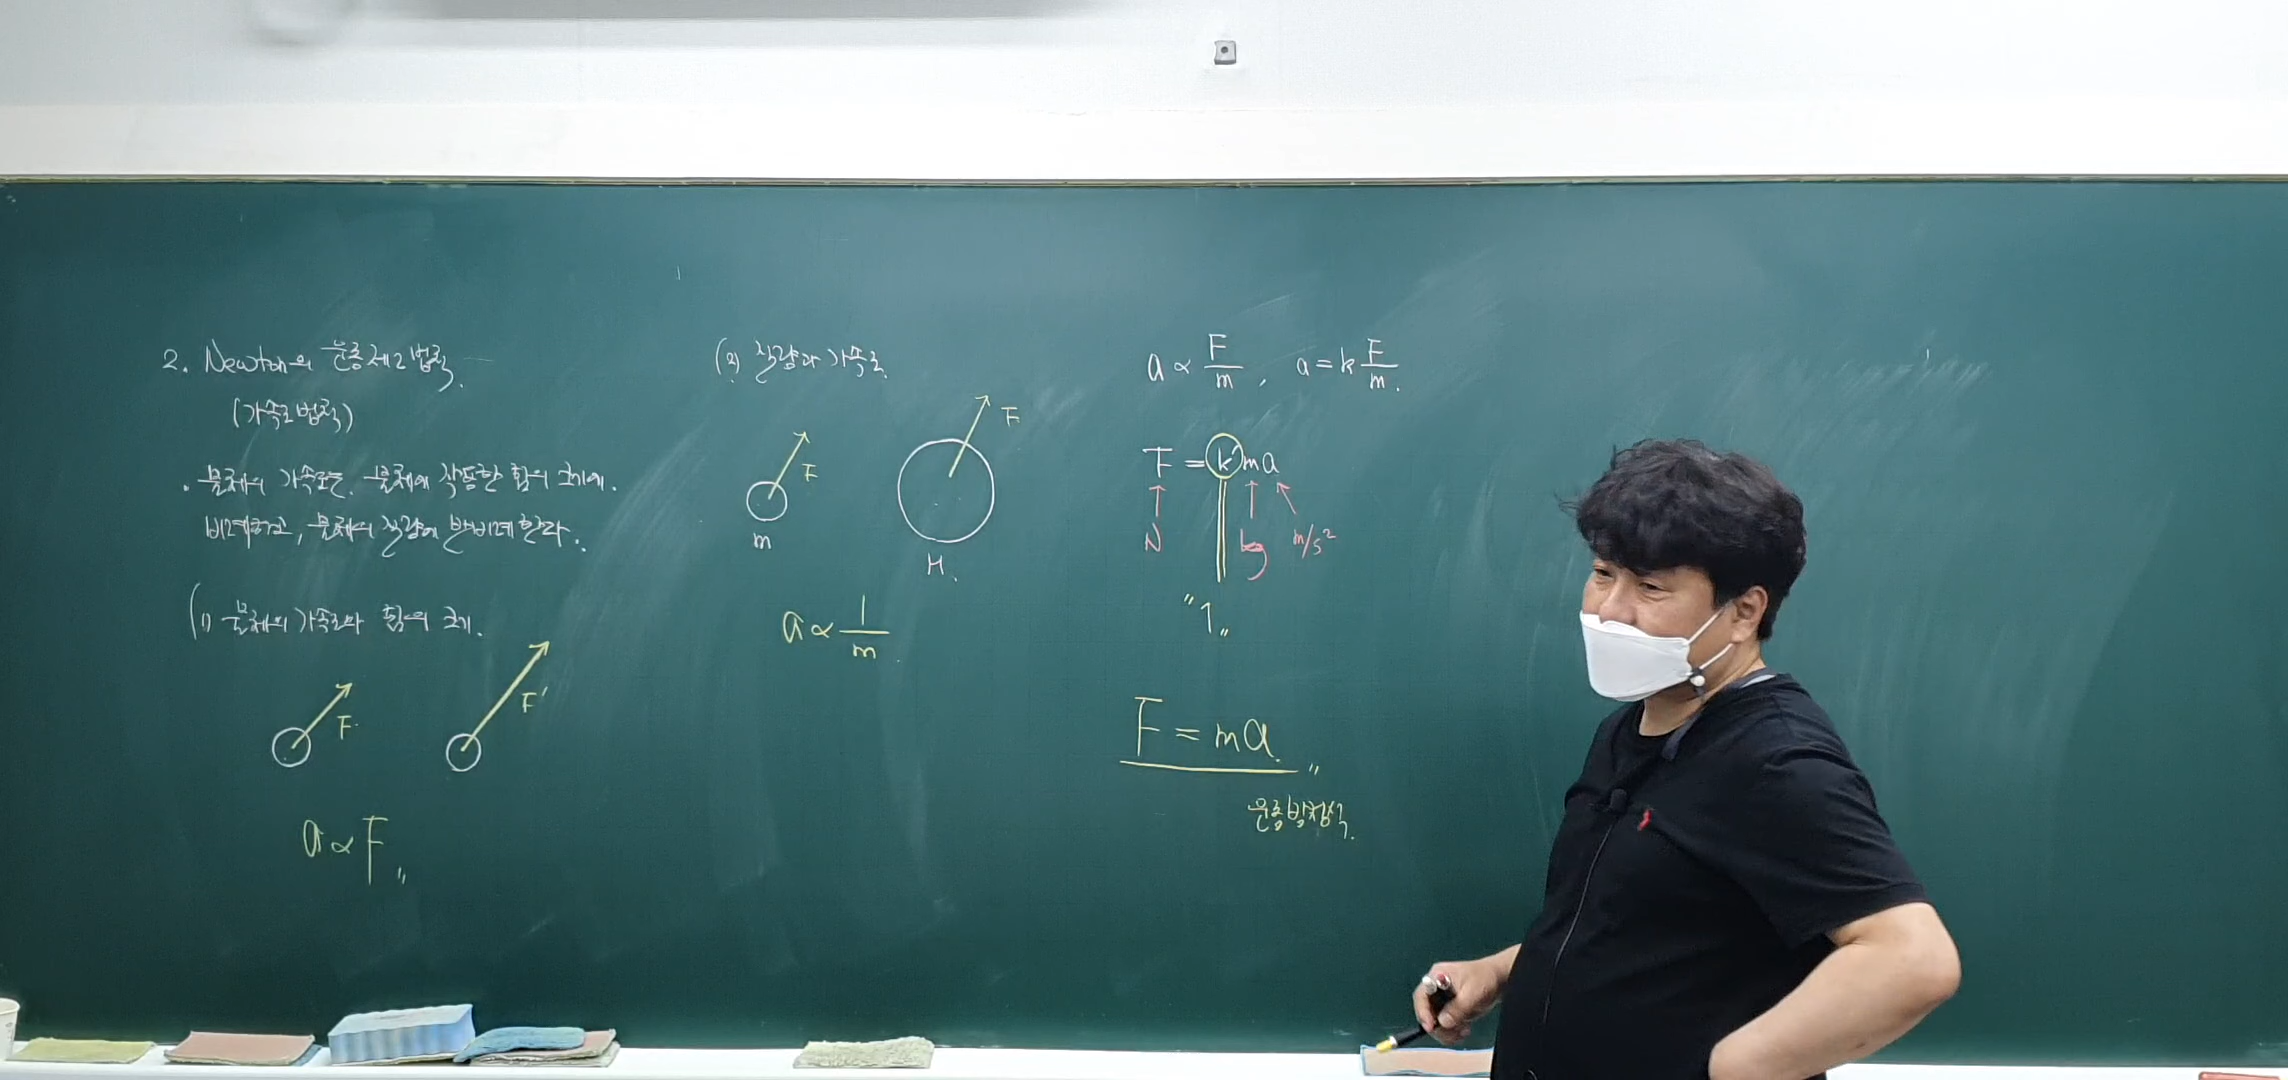 2. Newton의 운동 제2법칙.
(가속도 법칙)
· 물체의 가속도는 물체에 작용한 힘의 크기에
비례하고, 물체의 질량에 반비례한다.
(1) 물체의 가속도와 힘의 크기.
F
F'
a ∝ F 〃
(2) 질량과 가속도.
F
m
F
M.
a ∝ 1/m
a ∝ F/m , a = k F/m.
F = k'ma
N kg m/s²
"1〃
F = ma 〃
운동방정식.